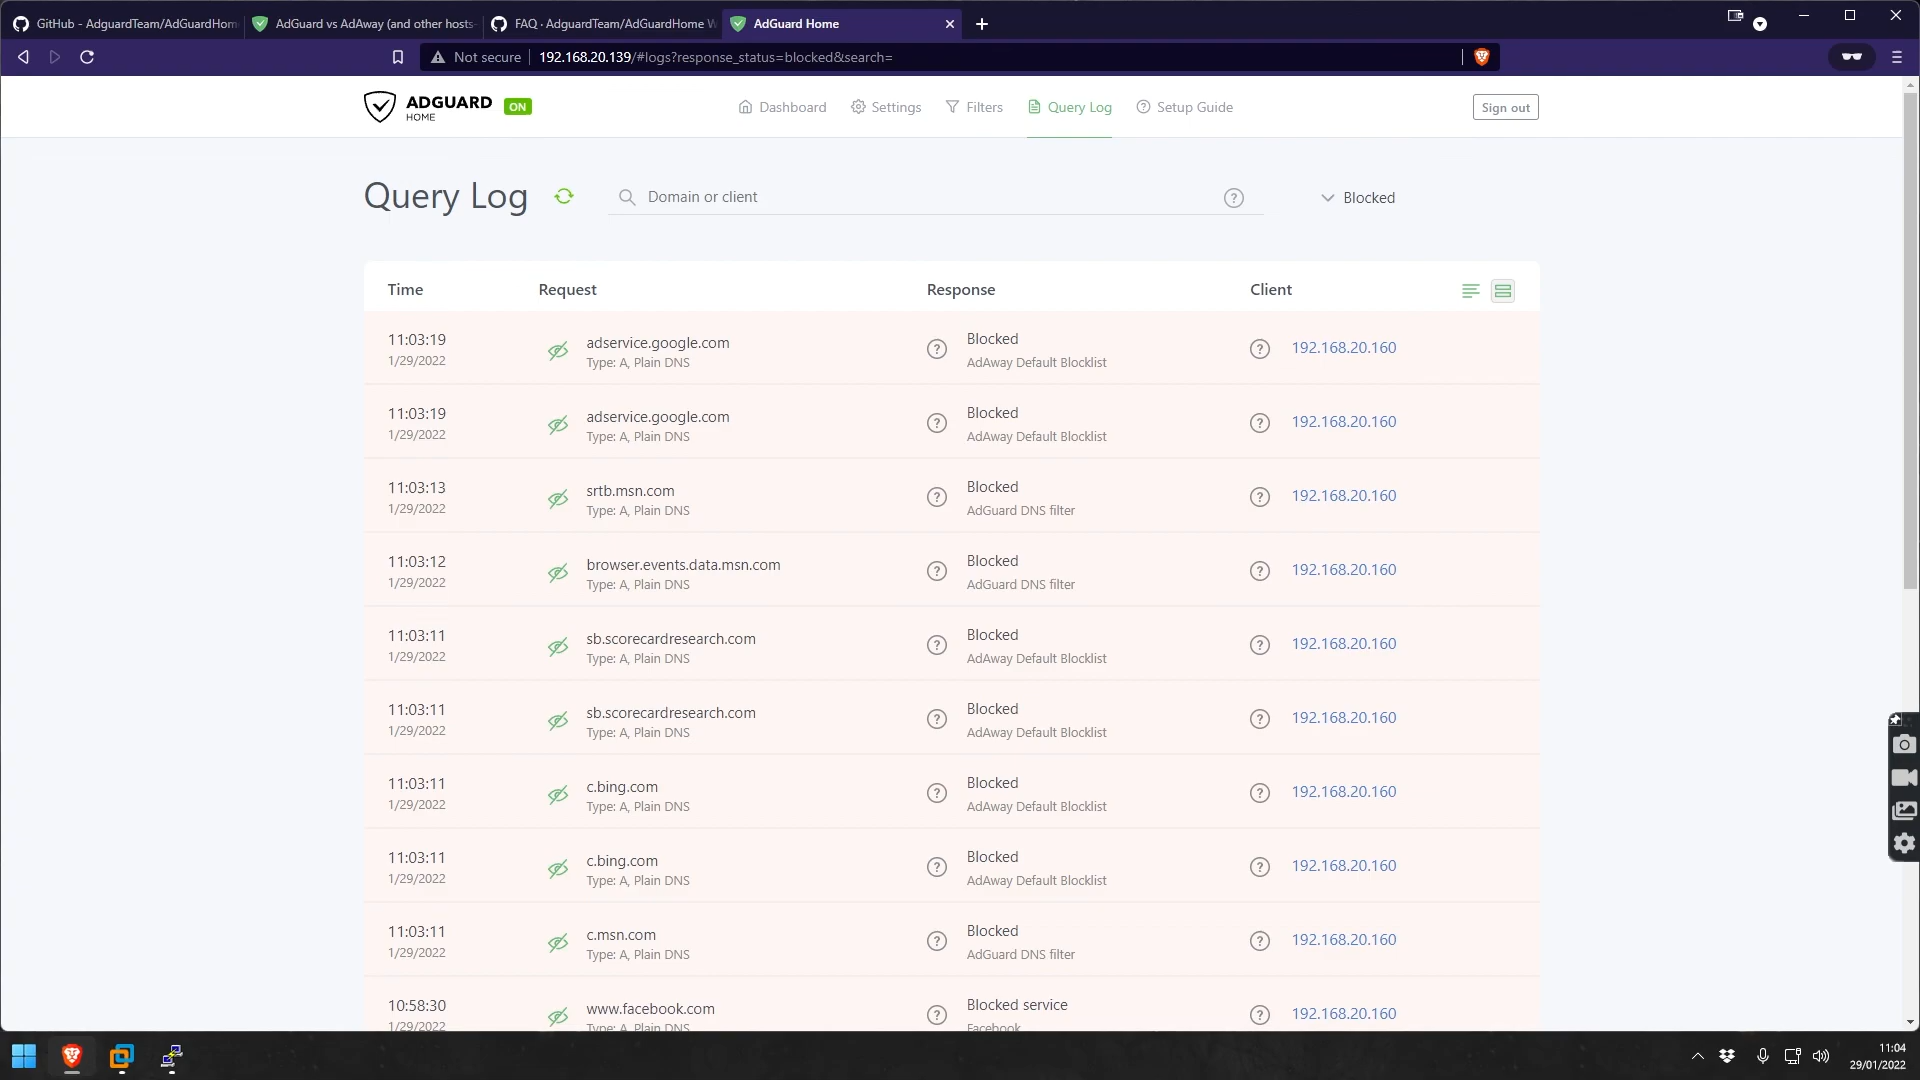 GitHub - AdguardTeam/AdGuardHom
AdGuard vs AdAway (and other hosts-
FAQ · AdguardTeam/AdGuardHome W
AdGuard Home
Not secure
192.168.20.139/#logs?response_status=blocked&search=
ADGUARD
HOME
ON
Dashboard
Settings
Filters
Query Log
Setup Guide
Sign out
Query Log
Domain or client
Blocked
Time
Request
Response
Client
11:03:19
1/29/2022
adservice.google.com
Type: A, Plain DNS
Blocked
AdAway Default Blocklist
192.168.20.160
11:03:19
1/29/2022
adservice.google.com
Type: A, Plain DNS
Blocked
AdAway Default Blocklist
192.168.20.160
11:03:13
1/29/2022
srtb.msn.com
Type: A, Plain DNS
Blocked
AdGuard DNS filter
192.168.20.160
11:03:12
1/29/2022
browser.events.data.msn.com
Type: A, Plain DNS
Blocked
AdGuard DNS filter
192.168.20.160
11:03:11
1/29/2022
sb.scorecardresearch.com
Type: A, Plain DNS
Blocked
AdAway Default Blocklist
192.168.20.160
11:03:11
1/29/2022
sb.scorecardresearch.com
Type: A, Plain DNS
Blocked
AdAway Default Blocklist
192.168.20.160
11:03:11
1/29/2022
c.bing.com
Type: A, Plain DNS
Blocked
AdAway Default Blocklist
192.168.20.160
11:03:11
1/29/2022
c.bing.com
Type: A, Plain DNS
Blocked
AdAway Default Blocklist
192.168.20.160
11:03:11
1/29/2022
c.msn.com
Type: A, Plain DNS
Blocked
AdGuard DNS filter
192.168.20.160
10:58:30
1/29/2022
www.facebook.com
Type: A, Plain DNS
Blocked service
Facebook
192.168.20.160
11:04
29/01/2022